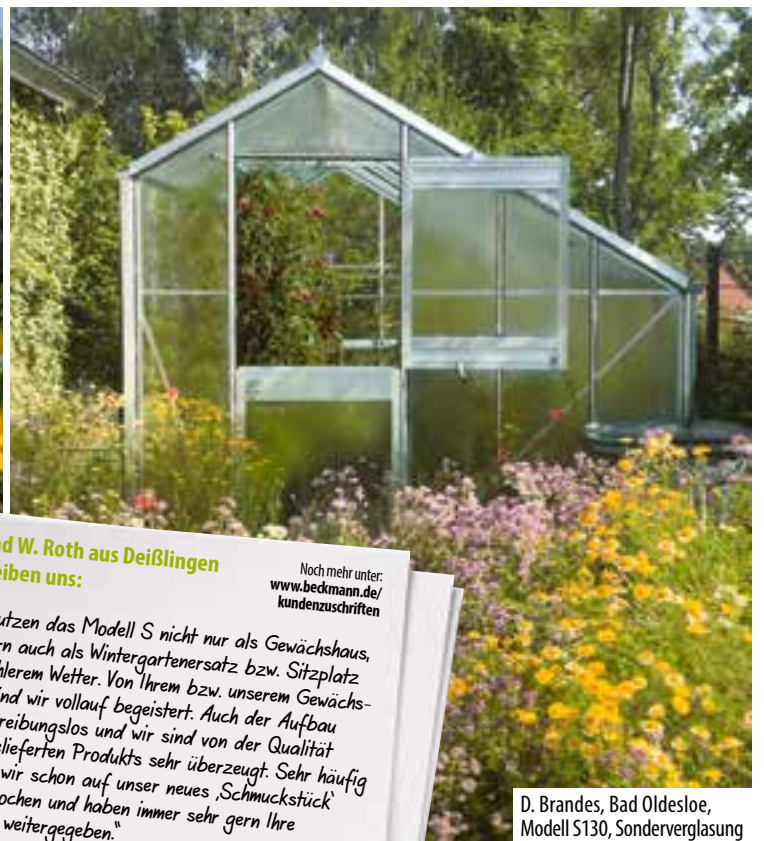 d W. Roth aus Deißlingen
eiben uns:
Noch mehr unter:
www.beckmann.de/
kundenzuschriften
utzen das Modell S nicht nur als Gewächshaus,
rn auch als Wintergartenersatz bzw. Sitzplatz
hlerem Wetter. Von Ihrem bzw. unserem Gewächs-
ind wir vollauf begeistert. Auch der Aufbau
reibungslos und wir sind von der Qualität
elieferten Produkts sehr überzeugt. Sehr häufig
wir schon auf unser neues ‚Schmuckstück‘
ochen und haben immer sehr gern Ihre
weitergegeben.“
D. Brandes, Bad Oldesloe,
Modell S130, Sonderverglasung